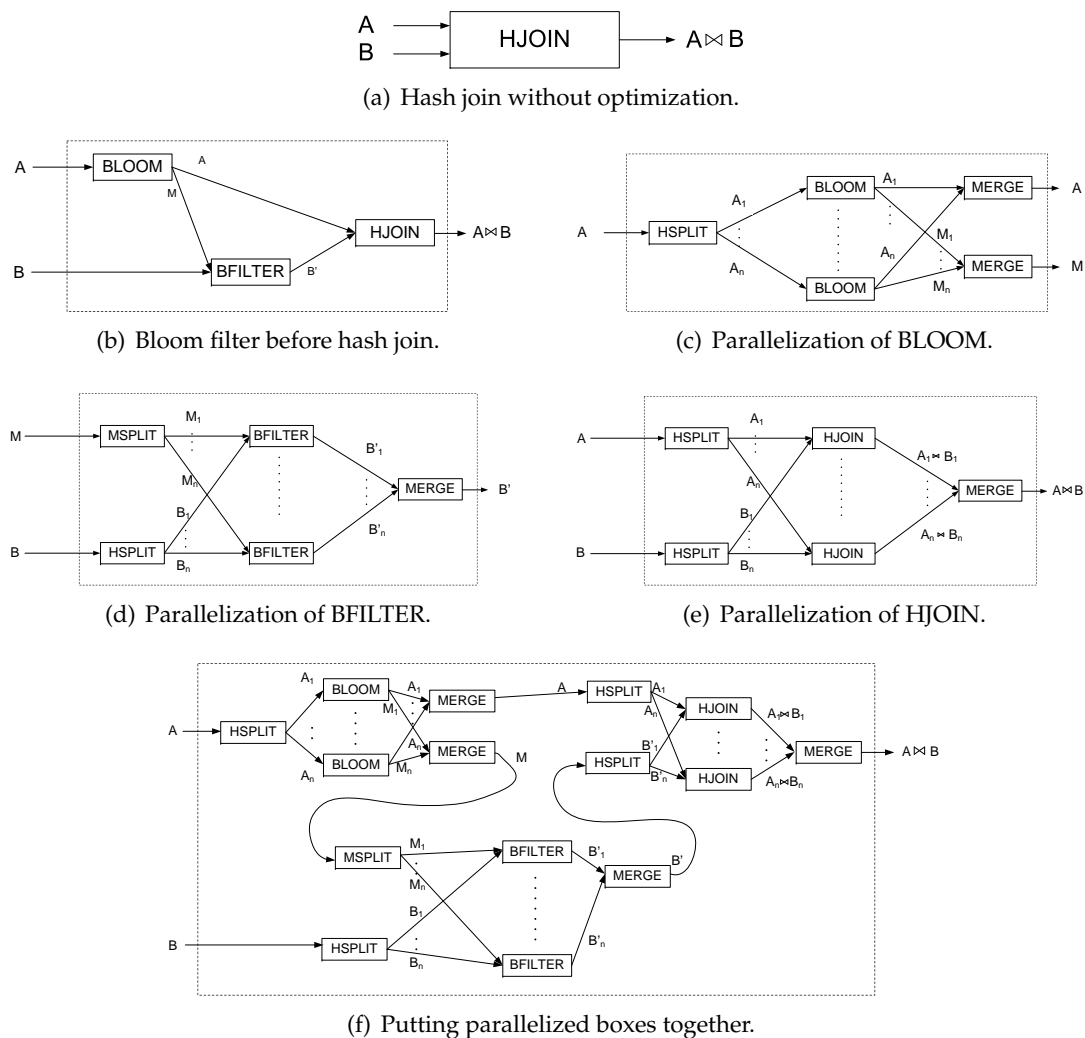 A
B
HJOIN
A⋈B
(a) Hash join without optimization.
A
BLOOM
A
M
HJOIN
A⋈B
B
BFILTER
B'
(b) Bloom filter before hash join.
A
HSPLIT
A₁
Aₙ
BLOOM
BLOOM
A₁
Aₙ
M₁
Mₙ
MERGE
A
MERGE
M
(c) Parallelization of BLOOM.
M
MSPLIT
M₁
Mₙ
BFILTER
B'₁
MERGE
B'
B
HSPLIT
B₁
Bₙ
BFILTER
B'ₙ
(d) Parallelization of BFILTER.
A
HSPLIT
A₁
Aₙ
HJOIN
A₁⋈B₁
MERGE
A⋈B
B
HSPLIT
B₁
Bₙ
HJOIN
Aₙ⋈Bₙ
(e) Parallelization of HJOIN.
A
HSPLIT
A₁
Aₙ
BLOOM
BLOOM
A₁
M₁
Aₙ
Mₙ
MERGE
MERGE
A
M
HSPLIT
A₁
Aₙ
HSPLIT
B'₁
B'ₙ
HJOIN
HJOIN
A₁⋈B₁
Aₙ⋈Bₙ
MERGE
A⋈B
MSPLIT
M₁
Mₙ
BFILTER
B'₁
MERGE
B'
B
HSPLIT
B₁
Bₙ
BFILTER
B'ₙ
(f) Putting parallelized boxes together.